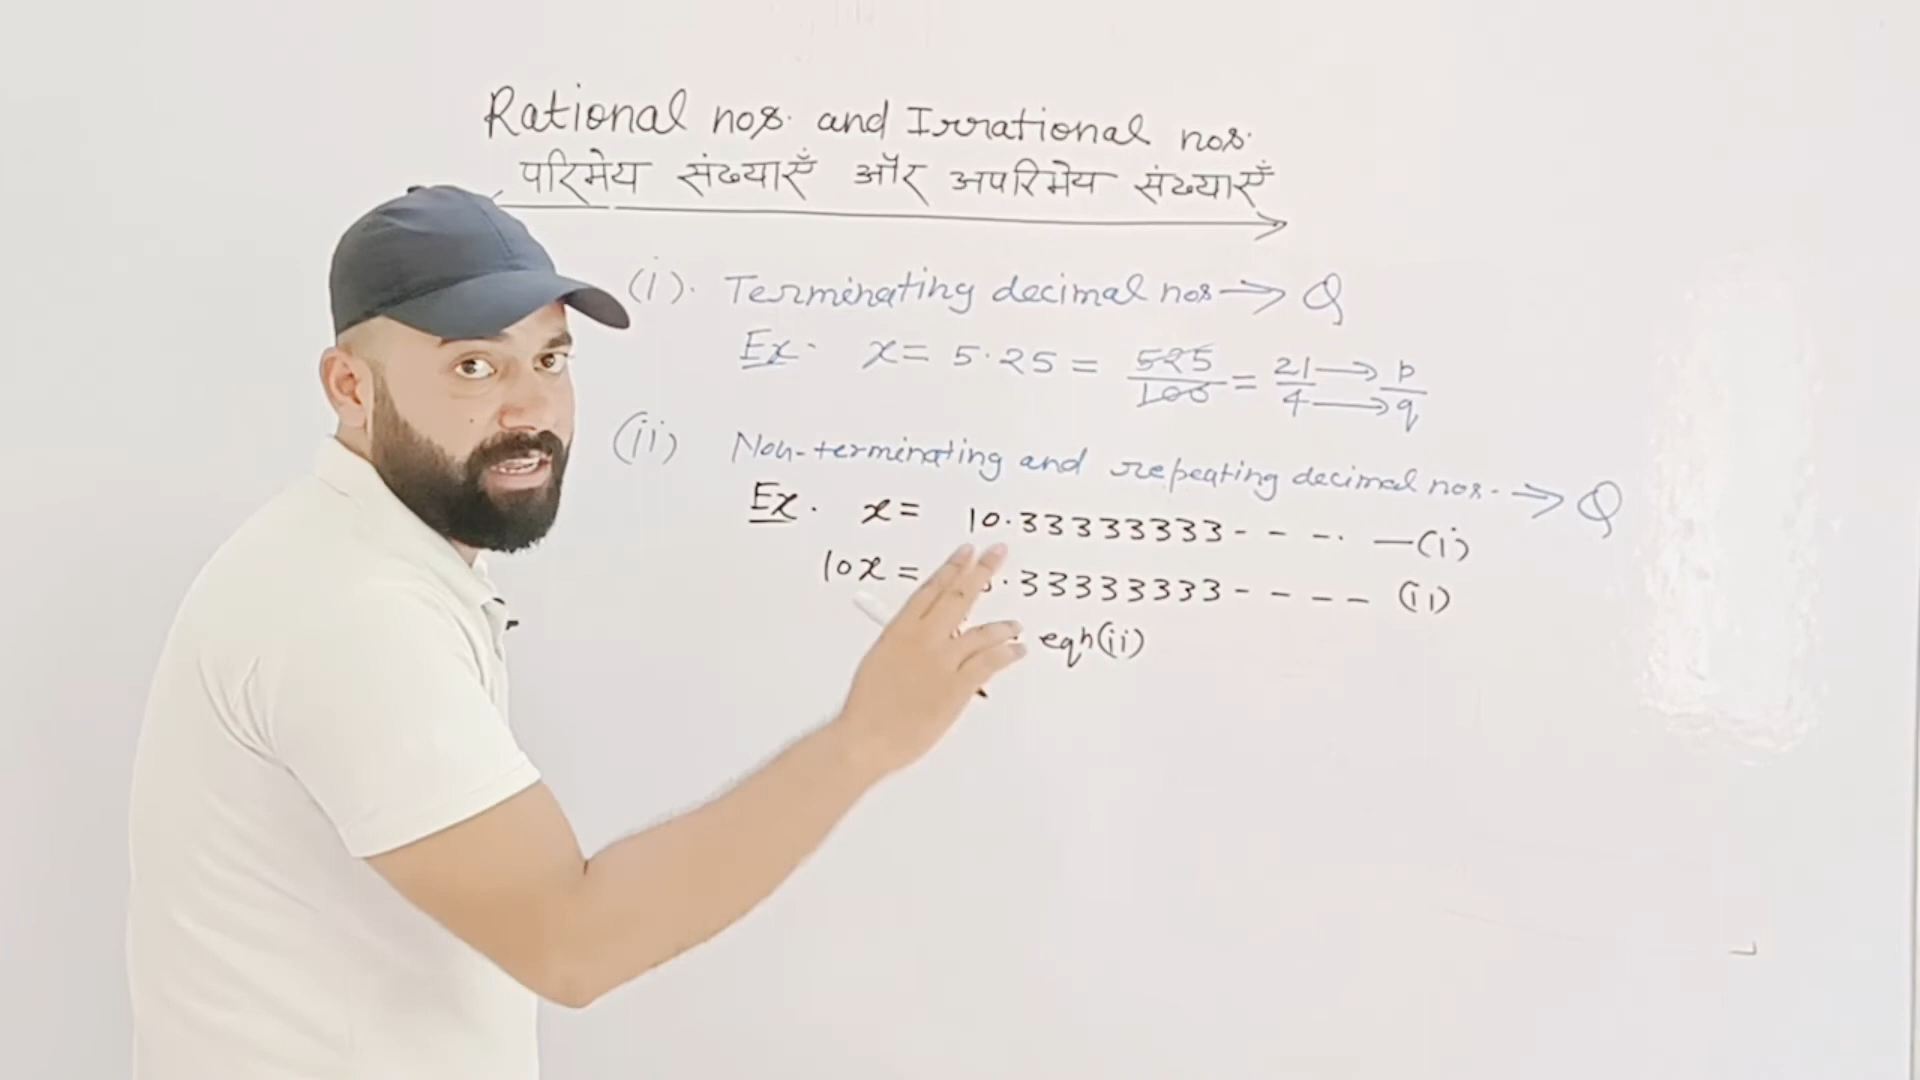 Rational nos. and Irrational nos.
परिमेय संख्याएँ और अपरिमेय संख्याएँ
(i). Terminating decimal nos → Q
Ex. x = 5.25 = 525/100 = 21/4 → p/q
(ii) Non-terminating and repeating decimal nos. → Q
Ex. x = 10.33333333- - -. —(i)
10x = 3.33333333- - - - (ii)
eqn(ii)